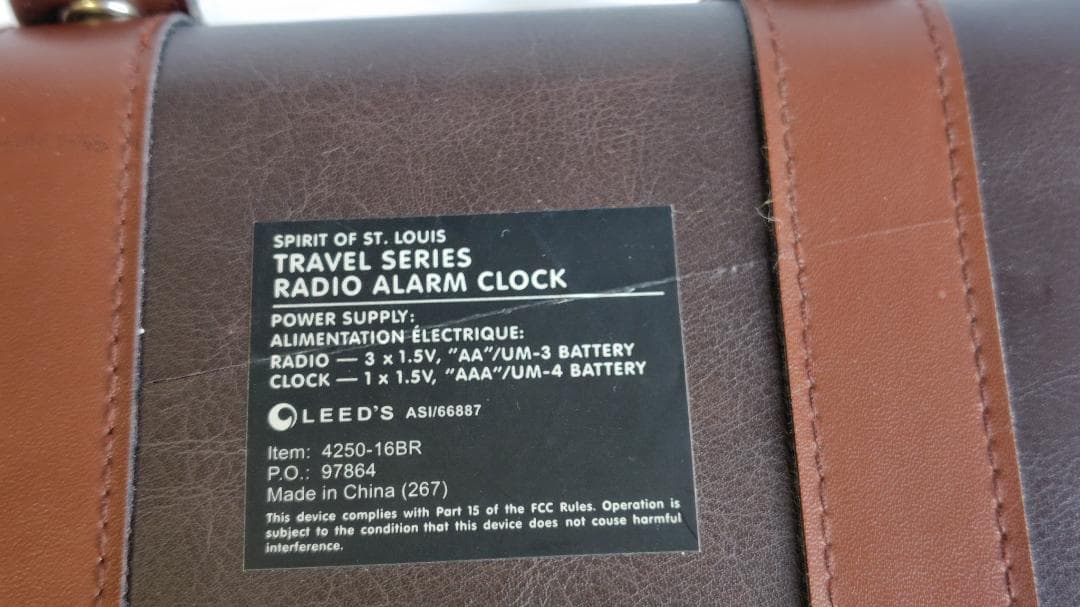 SPIRIT OF ST. LOUIS
TRAVEL SERIES
RADIO ALARM CLOCK
POWER SUPPLY:
ALIMENTATION ÉLECTRIQUE:
RADIO — 3 x 1.5V, "AA"/UM-3 BATTERY
CLOCK — 1 x 1.5V, "AAA"/UM-4 BATTERY
LEED'S ASI/66887
Item: 4250-16BR
P.O.: 97864
Made in China (267)
This device complies with Part 15 of the FCC Rules. Operation is
subject to the condition that this device does not cause harmful
interference.